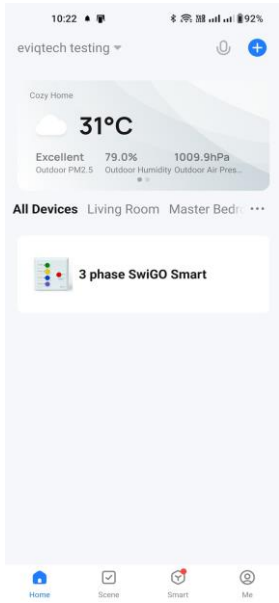 10:22 92%
eviqtech testing
Cozy Home
31°C
Excellent 79.0% 1009.9hPa
Outdoor PM2.5 Outdoor Humidity Outdoor Air Pres...
All Devices Living Room Master Bedr
3 phase SwiGO Smart
Home Scene Smart Me